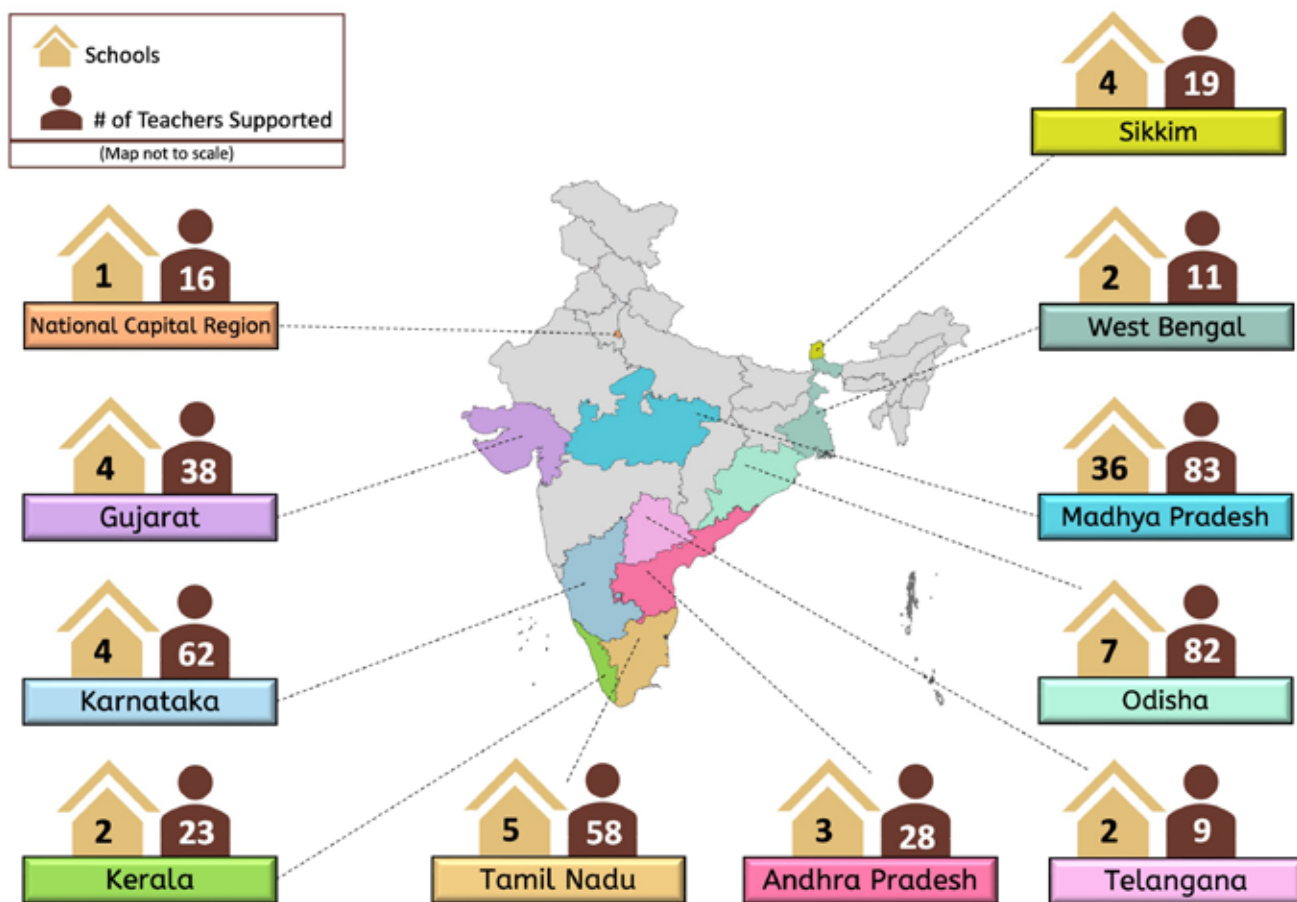 Schools
# of Teachers Supported
(Map not to scale)
4 19
Sikkim
1 16
National Capital Region
2 11
West Bengal
4 38
Gujarat
36 83
Madhya Pradesh
4 62
Karnataka
7 82
Odisha
2 23
Kerala
5 58
Tamil Nadu
3 28
Andhra Pradesh
2 9
Telangana